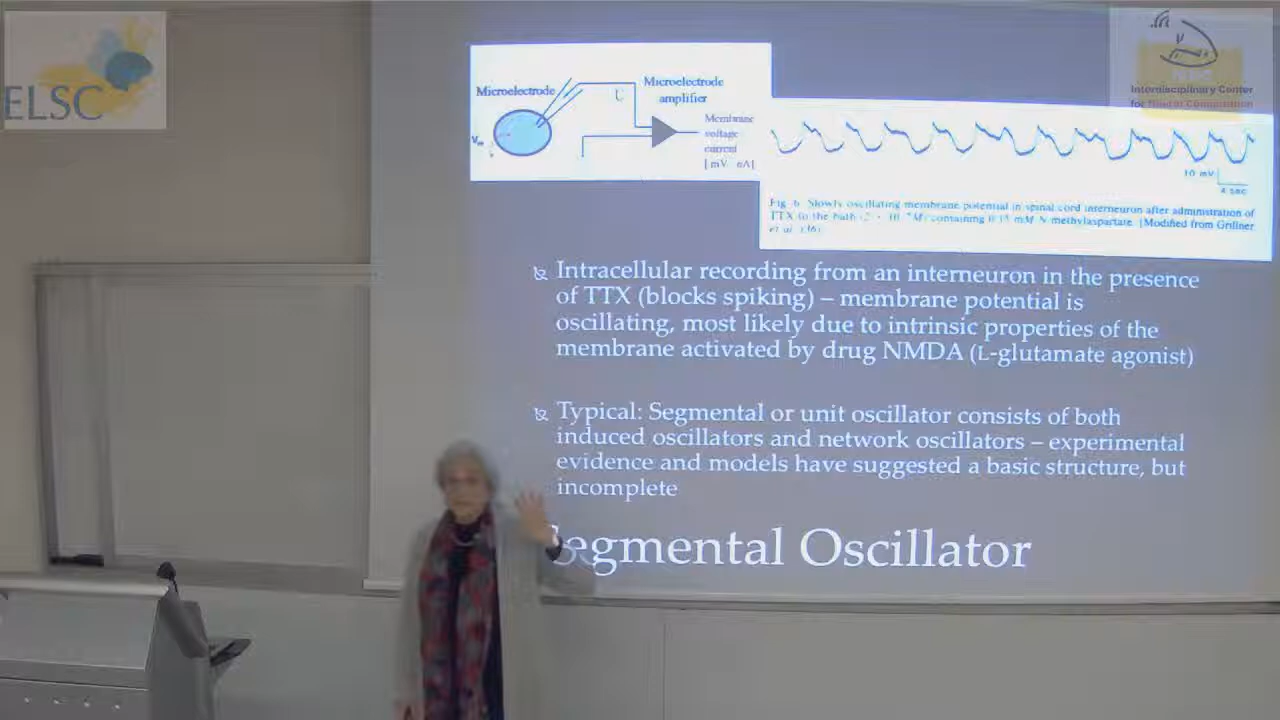 ELSC
Interdisciplinary Center
for Neural Computation
Microelectrode
Microelectrode
amplifier
Membrane
voltage
current
[mV nA]
10 mV
4 sec
Fig 6 Slowly oscillating membrane potential in spinal cord interneuron after administration of
TTX to the bath containing 0.15 mM N methylaspartate. [Modified from Grillner
et al.
Intracellular recording from an interneuron in the presence
of TTX (blocks spiking) – membrane potential is
oscillating, most likely due to intrinsic properties of the
membrane activated by drug NMDA (L-glutamate agonist)
Typical: Segmental or unit oscillator consists of both
induced oscillators and network oscillators – experimental
evidence and models have suggested a basic structure, but
incomplete
Segmental Oscillator